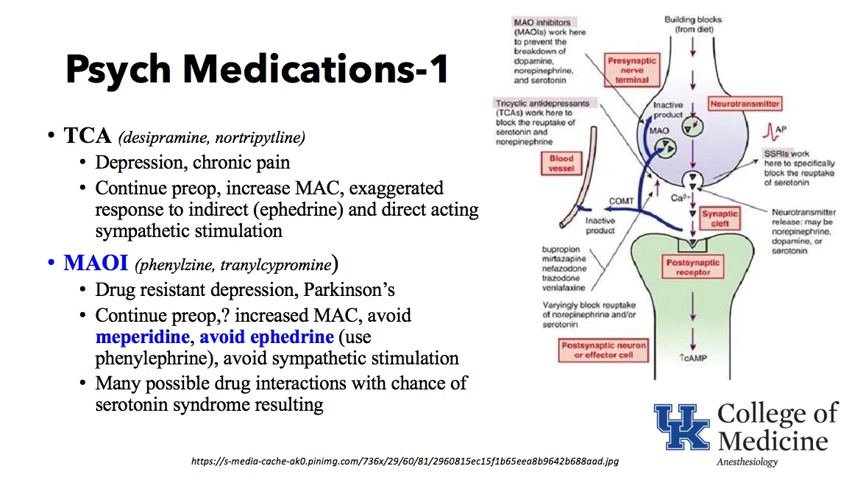 Psych Medications-1
• TCA (desipramine, nortripytline)
• Depression, chronic pain
• Continue preop, increase MAC, exaggerated
response to indirect (ephedrine) and direct acting
sympathetic stimulation
• MAOI (phenylzine, tranylcypromine)
• Drug resistant depression, Parkinson's
• Continue preop,? increased MAC, avoid
meperidine, avoid ephedrine (use
phenylephrine), avoid sympathetic stimulation
• Many possible drug interactions with chance of
serotonin syndrome resulting
MAO inhibitors
(MAOIs) work here
to prevent the
breakdown of
dopamine,
norepinephrine,
and serotonin
Building blocks
(from diet)
Presynaptic
nerve
terminal
Tricyclic antidepressants
(TCAs) work here to
block the reuptake of
serotonin and
norepinephrine
Inactive
product
Neurotransmitter
MAO
AP
SSRIs work
here to specifically
block the reuptake
of serotonin
Blood
vessel
COMT
Ca2+
Inactive
product
Synaptic
cleft
Neurotransmitter
release: may be
norepinephrine,
dopamine, or
serotonin
bupropion
mirtazapine
nefazodone
trazodone
venlafaxine
Postsynaptic
receptor
Varyingly block reuptake
of norepinephrine and/or
serotonin
Postsynaptic neuron
or effector cell
↑cAMP
UK College of
Medicine
Anesthesiology
https://s-media-cache-ak0.pinimg.com/736x/29/60/81/2960815ec15f1b65eea8b9642b688aad.jpg